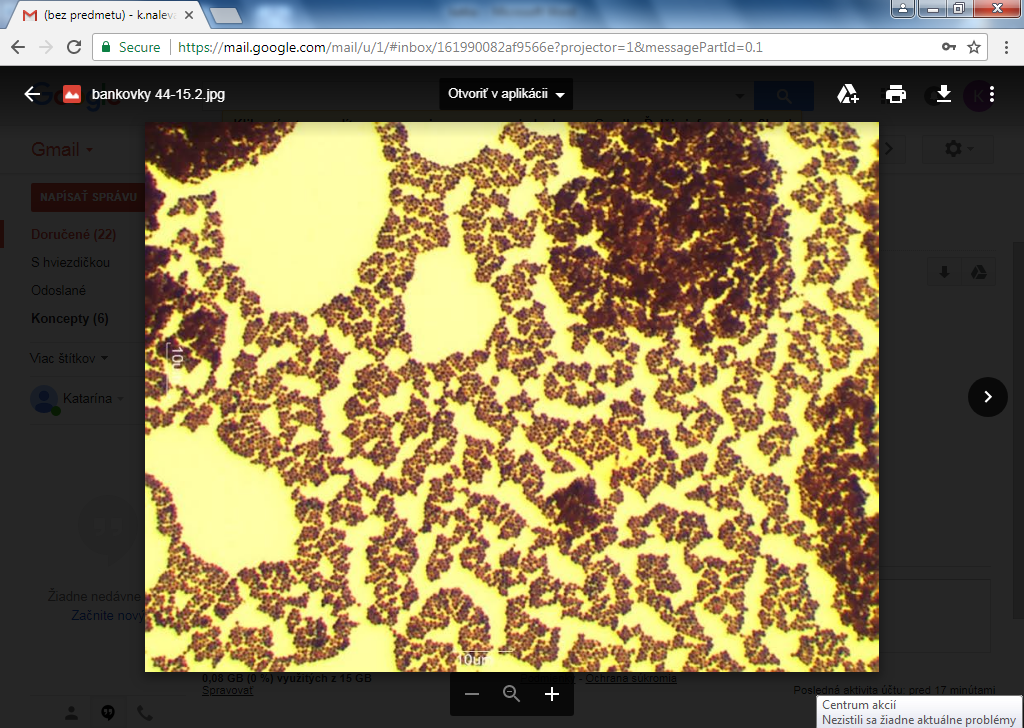 (bez predmetu) - k.naleva
Secure https://mail.google.com/mail/u/1/#inbox/161990082af9566e?projector=1&messagePartId=0.1
bankovky 44-15.2.jpg
Otvoriť v aplikácii
Gmail
NAPÍSAŤ SPRÁVU
Doručené (22)
S hviezdičkou
Odoslané
Koncepty (6)
Viac štítkov
Katarína
Žiadne nedávne
Začnite nový
10µm
0,08 GB (0 %) využitých z 15 GB
Spravovať
Ochrana súkromia
Posledná aktivita účtu: pred 17 minútami
Centrum akcií
Nezistili sa žiadne aktuálne problémy